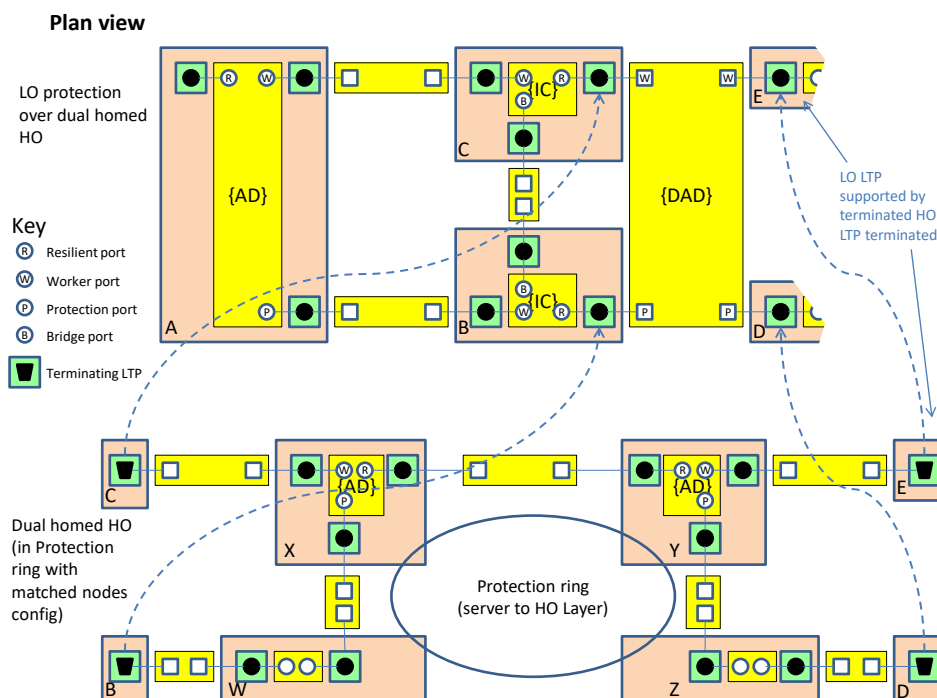 Plan view
LO protection
over dual homed
HO
R
W
W
{IC}
R
B
C
W
W
E
{AD}
{DAD}
LO LTP
supported by
terminated HO
LTP terminated
Key
R Resilient port
W Worker port
P Protection port
B Bridge port
Terminating LTP
A
P
B
B
{IC}
W
R
P
P
D
C
W
R
{AD}
P
X
R
W
{AD}
P
Y
E
Dual homed HO
(in Protection
ring with
matched nodes
config)
Protection ring
(server to HO Layer)
B
W
Z
D